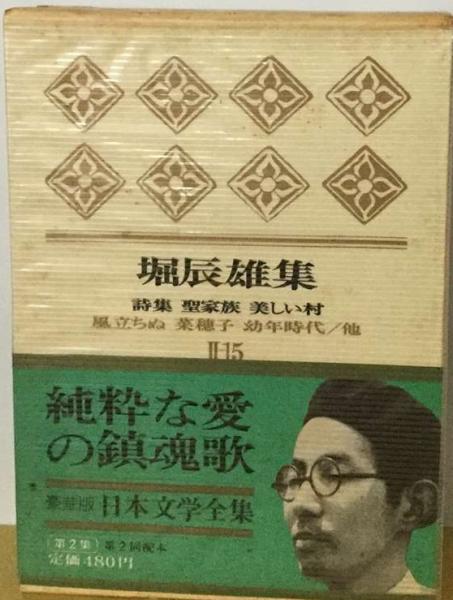 堀辰雄集
詩集 聖家族 美しい村
風立ちぬ 菜穂子 幼年時代/他
II-15
純粋な愛
の鎮魂歌
豪華版 日本文学全集
〔第2集〕第2回配本
定価480円